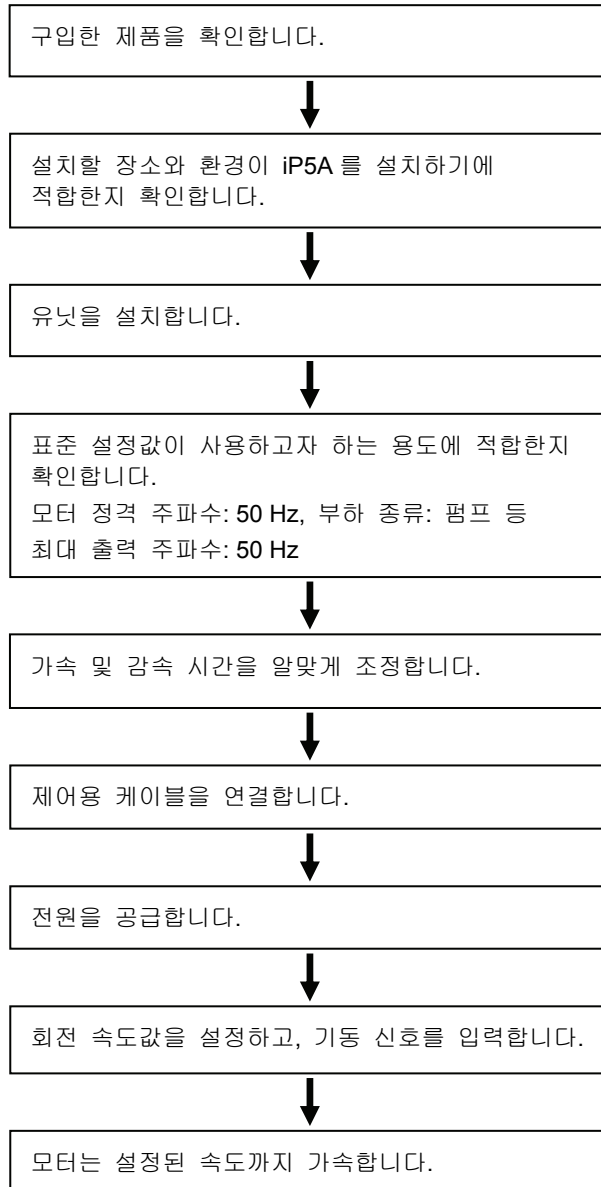 구입한 제품을 확인합니다.
설치할 장소와 환경이 iP5A 를 설치하기에
적합한지 확인합니다.
유닛을 설치합니다.
표준 설정값이 사용하고자 하는 용도에 적합한지
확인합니다.
모터 정격 주파수: 50 Hz, 부하 종류: 펌프 등
최대 출력 주파수: 50 Hz
가속 및 감속 시간을 알맞게 조정합니다.
제어용 케이블을 연결합니다.
전원을 공급합니다.
회전 속도값을 설정하고, 기동 신호를 입력합니다.
모터는 설정된 속도까지 가속합니다.